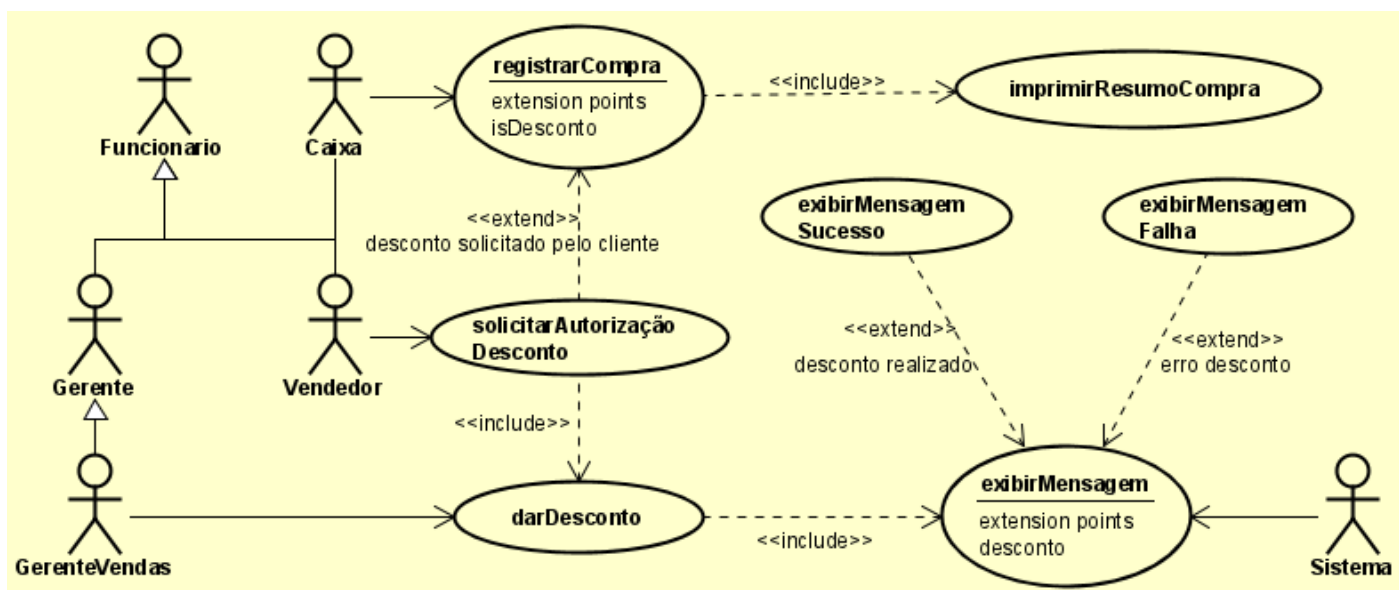 Funcionario
Caixa
registrarCompra
extension points
isDesconto
<<include>>
imprimirResumoCompra
<<extend>>
desconto solicitado pelo cliente
exibirMensagem
Sucesso
exibirMensagem
Falha
Gerente
Vendedor
solicitarAutorização
Desconto
<<extend>>
desconto realizado
<<extend>>
erro desconto
<<include>>
GerenteVendas
darDesconto
<<include>>
exibirMensagem
extension points
desconto
Sistema